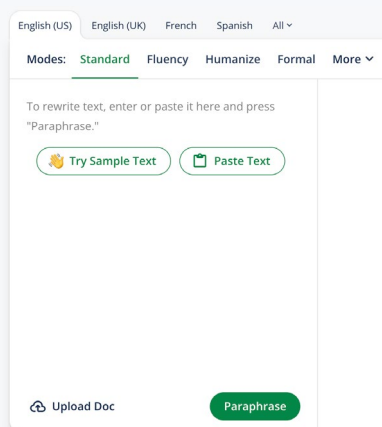 English (US) English (UK) French Spanish All
Modes: Standard Fluency Humanize Formal More
To rewrite text, enter or paste it here and press
"Paraphrase."
Try Sample Text Paste Text
Upload Doc Paraphrase